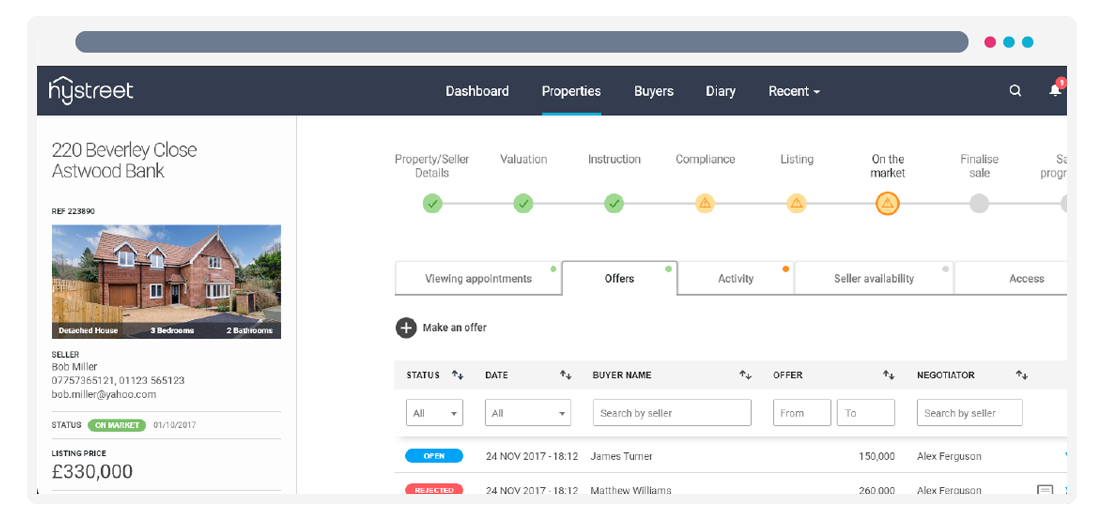 hystreet
Dashboard Properties Buyers Diary Recent
9
220 Beverley Close
Astwood Bank
REF 223890
Detached House 3 Bedrooms 2 Bathrooms
SELLER
Bob Miller
07757365121, 01123 565123
bob.miller@yahoo.com
STATUS ON MARKET 01/10/2017
LISTING PRICE
£330,000
Property/Seller
Details
Valuation
Instruction
Compliance
Listing
On the
market
Finalise
sale
Sa
progr
Viewing appointments Offers Activity Seller availability Access
Make an offer
STATUS DATE BUYER NAME OFFER NEGOTIATOR
All All Search by seller From To Search by seller
OPEN 24 NOV 2017 - 18:12 James Turner 150,000 Alex Ferguson
REJECTED 24 NOV 2017 - 18:12 Matthew Williams 260,000 Alex Ferguson